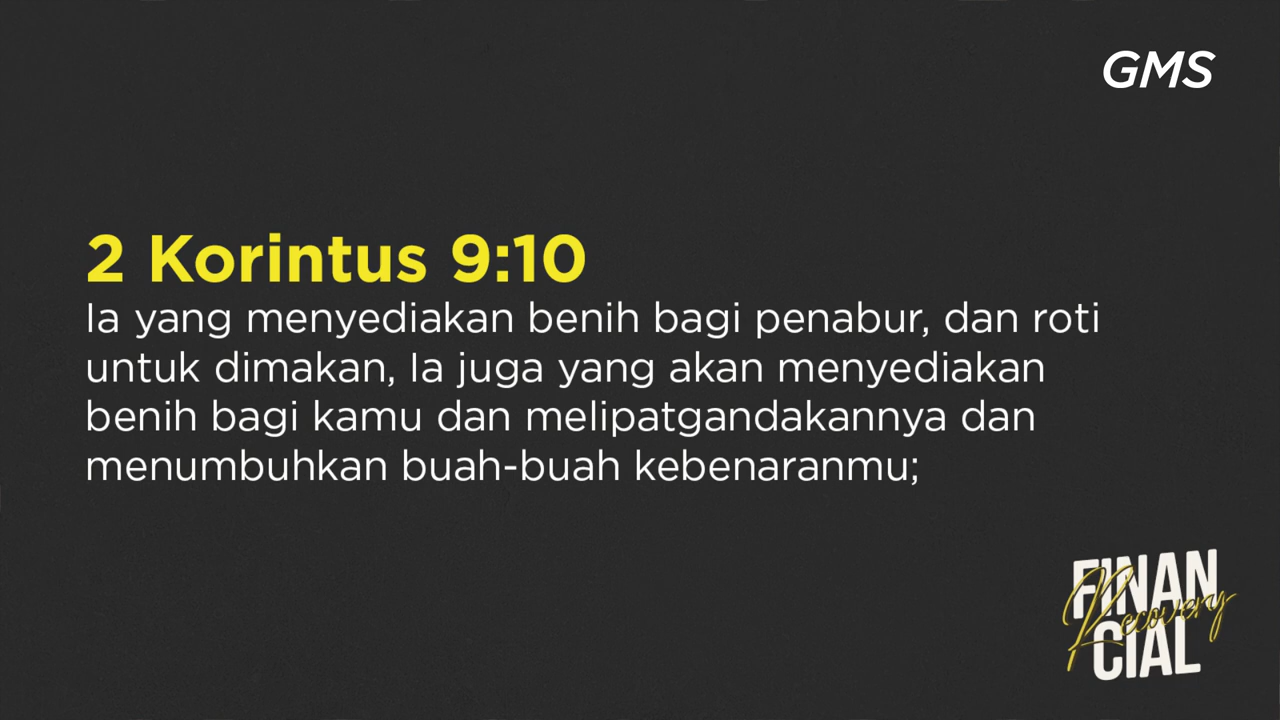 GMS
2 Korintus 9:10
Ia yang menyediakan benih bagi penabur, dan roti
untuk dimakan, Ia juga yang akan menyediakan
benih bagi kamu dan melipatgandakannya dan
menumbuhkan buah-buah kebenaranmu;
FINAN
Recovery
CIAL